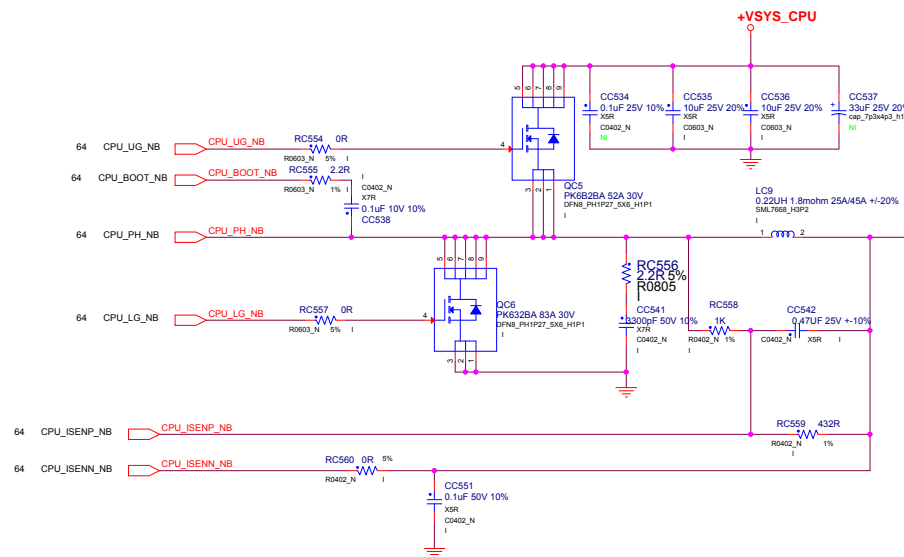 +VSYS_CPU
5 6 7 8 9
CC534
0.1uF 25V 10%
X5R
C0402_N
NI
CC535
10uF 25V 20%
X5R
C0603_N
I
CC536
10uF 25V 20%
X5R
C0603_N
I
CC537
33uF 25V 20%
cap_7p3x4p3_h1
NI
64 CPU_UG_NB CPU_UG_NB
RC554 0R
R0603_N 5% I
4
64 CPU_BOOT_NB CPU_BOOT_NB
RC555 2.2R
R0603_N 1% I
I
C0402_N
X7R
0.1uF 10V 10%
CC538
3 2 1
QC5
PK6B2BA 52A 30V
DFN8_PH1P27_5X6_H1P1
I
LC9
0.22UH 1.8mohm 25A/45A +/-20%
SML7668_H3P2
I
1 2
64 CPU_PH_NB CPU_PH_NB
5 6 7 8 9
64 CPU_LG_NB CPU_LG_NB
RC557 0R
R0603_N 5% I
4
QC6
PK632BA 83A 30V
DFN8_PH1P27_5X6_H1P1
I
3 2 1
RC556
2.2R 5%
R0805
I
CC541
3300pF 50V 10%
X7R
C0402_N
I
RC558
1K
R0402_N 1%
I
CC542
0.47UF 25V +-10%
C0402_N X5R I
I
64 CPU_ISENP_NB CPU_ISENP_NB
RC559 432R
R0402_N 1%
I
64 CPU_ISENN_NB CPU_ISENN_NB
RC560 0R 5%
R0402_N I
CC551
0.1uF 50V 10%
X5R
C0402_N
I